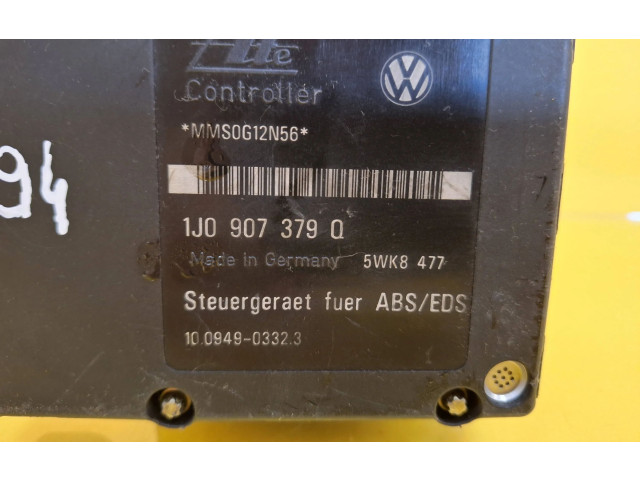 Ate
Controller
*MMS0G12N56*
1J0 907 379 Q
Made in Germany 5WK8 477
Steuergeraet fuer ABS/EDS
10.0949-0332.3
94